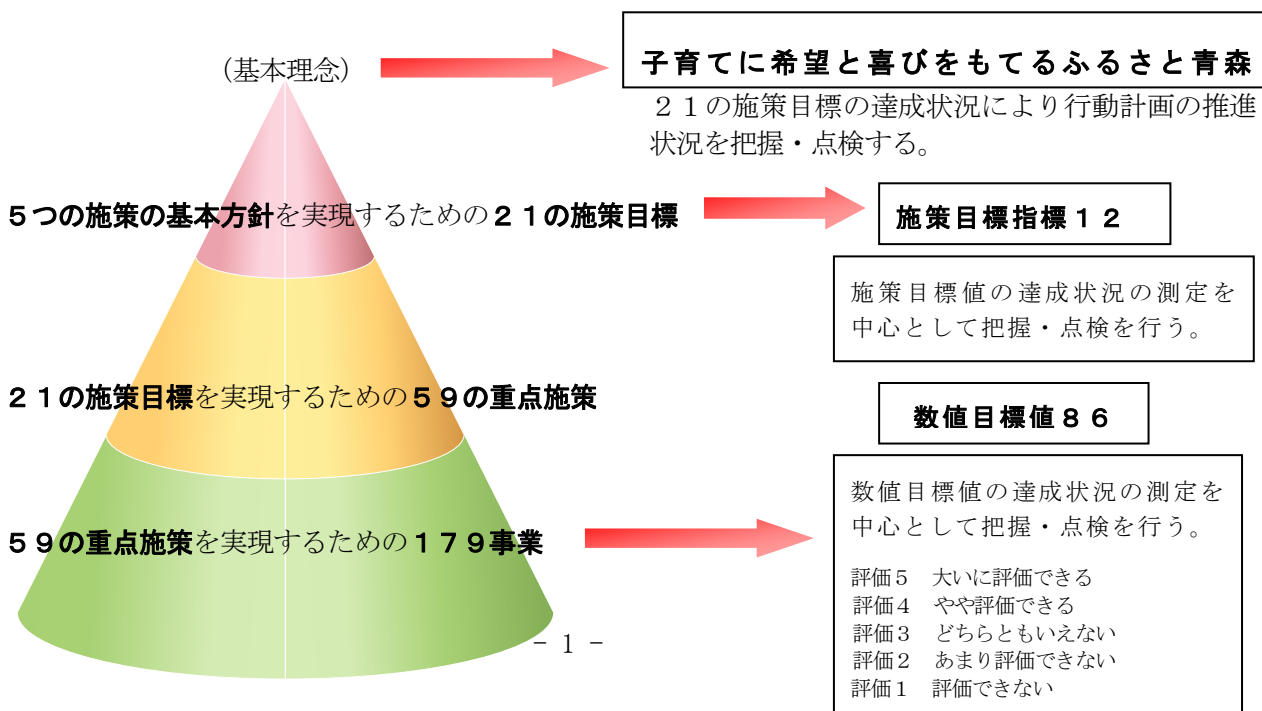 (基本理念)
子育てに希望と喜びをもてるふるさと青森
21の施策目標の達成状況により行動計画の推進
状況を把握・点検する。
5つの施策の基本方針を実現するための21の施策目標
施策目標指標12
施策目標値の達成状況の測定を
中心として把握・点検を行う。
21の施策目標を実現するための59の重点施策
数値目標値86
59の重点施策を実現するための179事業
数値目標値の達成状況の測定を
中心として把握・点検を行う。
評価5 大いに評価できる
評価4 やや評価できる
評価3 どちらともいえない
評価2 あまり評価できない
評価1 評価できない
- 1 -